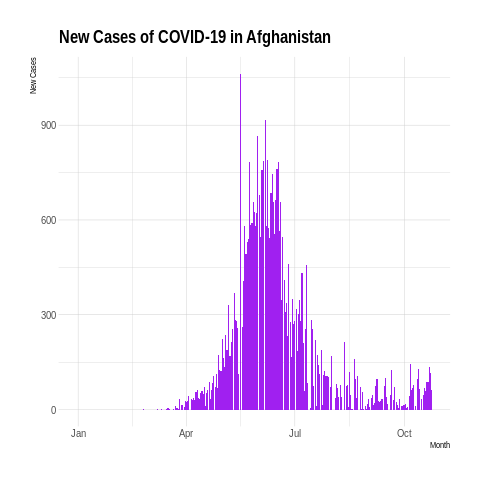 New Cases of COVID-19 in Afghanistan
New Cases
900
600
300
0
Jan Apr Jul Oct
Month